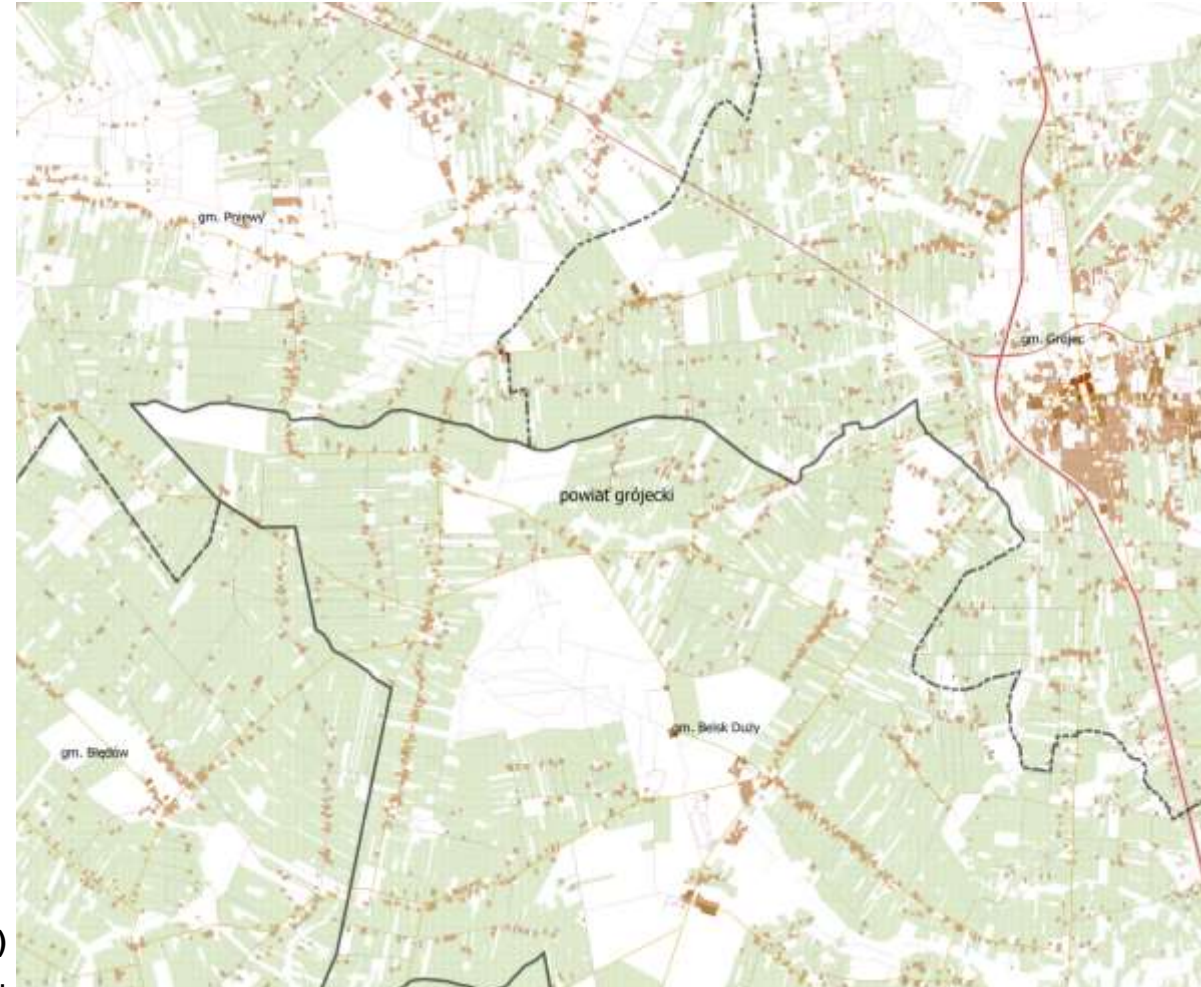 gm. Pniewy
gm. Grójec
powiat grójecki
gm. Belsk Duży
gm. Błędów
)
.